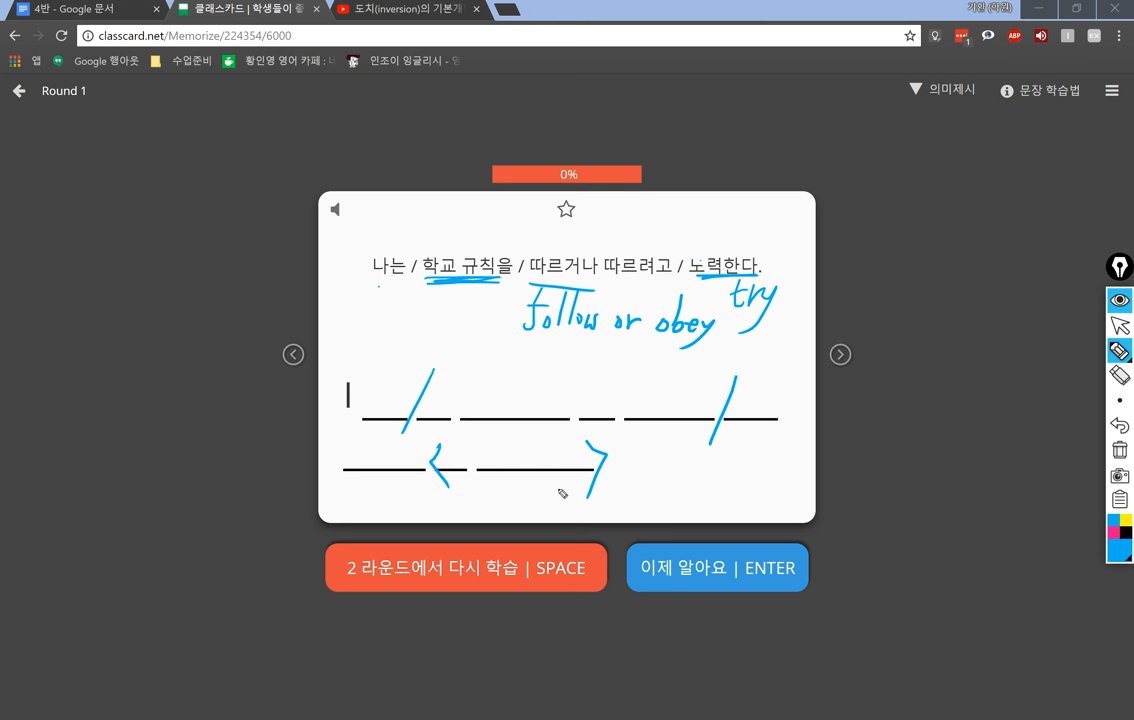 4반 - Google 문서
클래스카드 | 학생들이 좋
도치(inversion)의 기본개
classcard.net/Memorize/224354/6000
앱 Google 행아웃 수업준비 황인영 영어 카페 : 네 인조이 잉글리시 - 잉
Round 1 의미제시 문장 학습법
0%
나는 / 학교 규칙을 / 따르거나 따르려고 / 노력한다.
try
follow or obey
I
2 라운드에서 다시 학습 | SPACE 이제 알아요 | ENTER